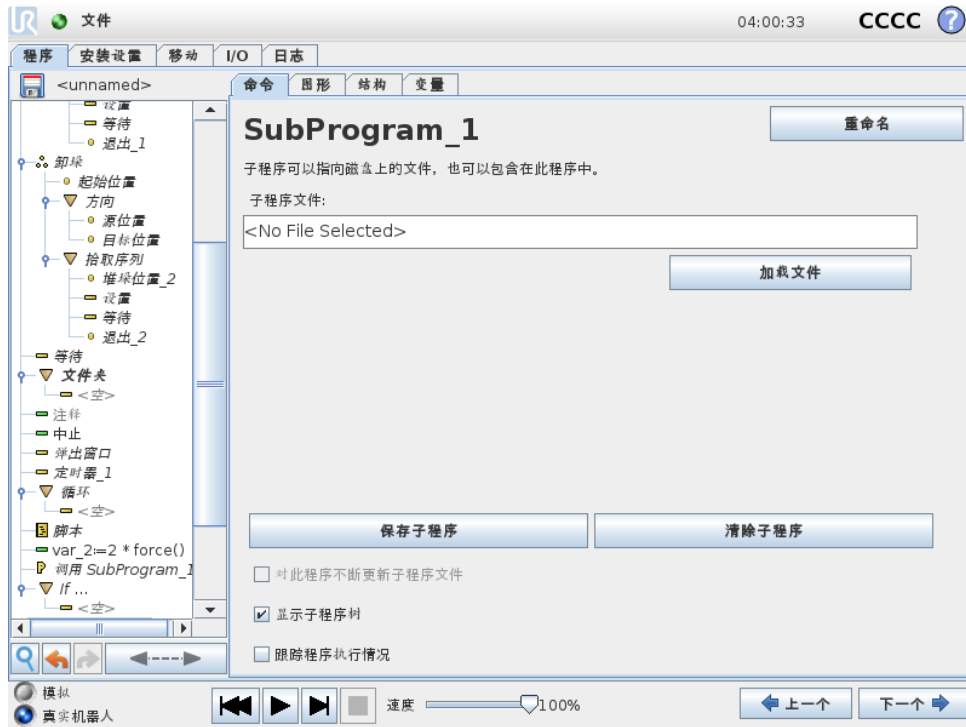 UR 文件 04:00:33 CCCC ?
程序 安装设置 移动 I/O 日志
<unnamed>
命令 图形 结构 变量
设置
等待
退出_1
卸垛
起始位置
方向
源位置
目标位置
拾取序列
堆垛位置_2
设置
等待
退出_2
等待
文件夹
<空>
注释
中止
弹出窗口
定时器_1
循环
<空>
脚本
var_2≔2 * force()
调用 SubProgram_1
If ...
<空>
SubProgram_1
重命名
子程序可以指向磁盘上的文件，也可以包含在此程序中。
子程序文件:
<No File Selected>
加载文件
保存子程序 清除子程序
对此程序不断更新子程序文件
显示子程序树
跟踪程序执行情况
模拟
真实机器人
速度 100%
上一个 下一个